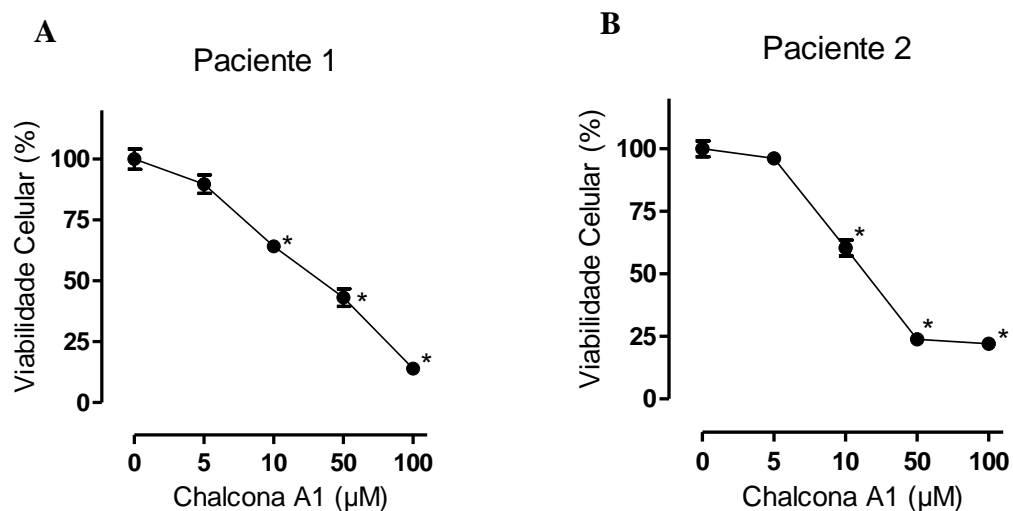 A
Paciente 1
Viabilidade Celular (%)
100
75
50
25
0
*
*
*
0 5 10 50 100
Chalcona A1 (µM)
B
Paciente 2
Viabilidade Celular (%)
100
75
50
25
0
*
*
*
0 5 10 50 100
Chalcona A1 (µM)